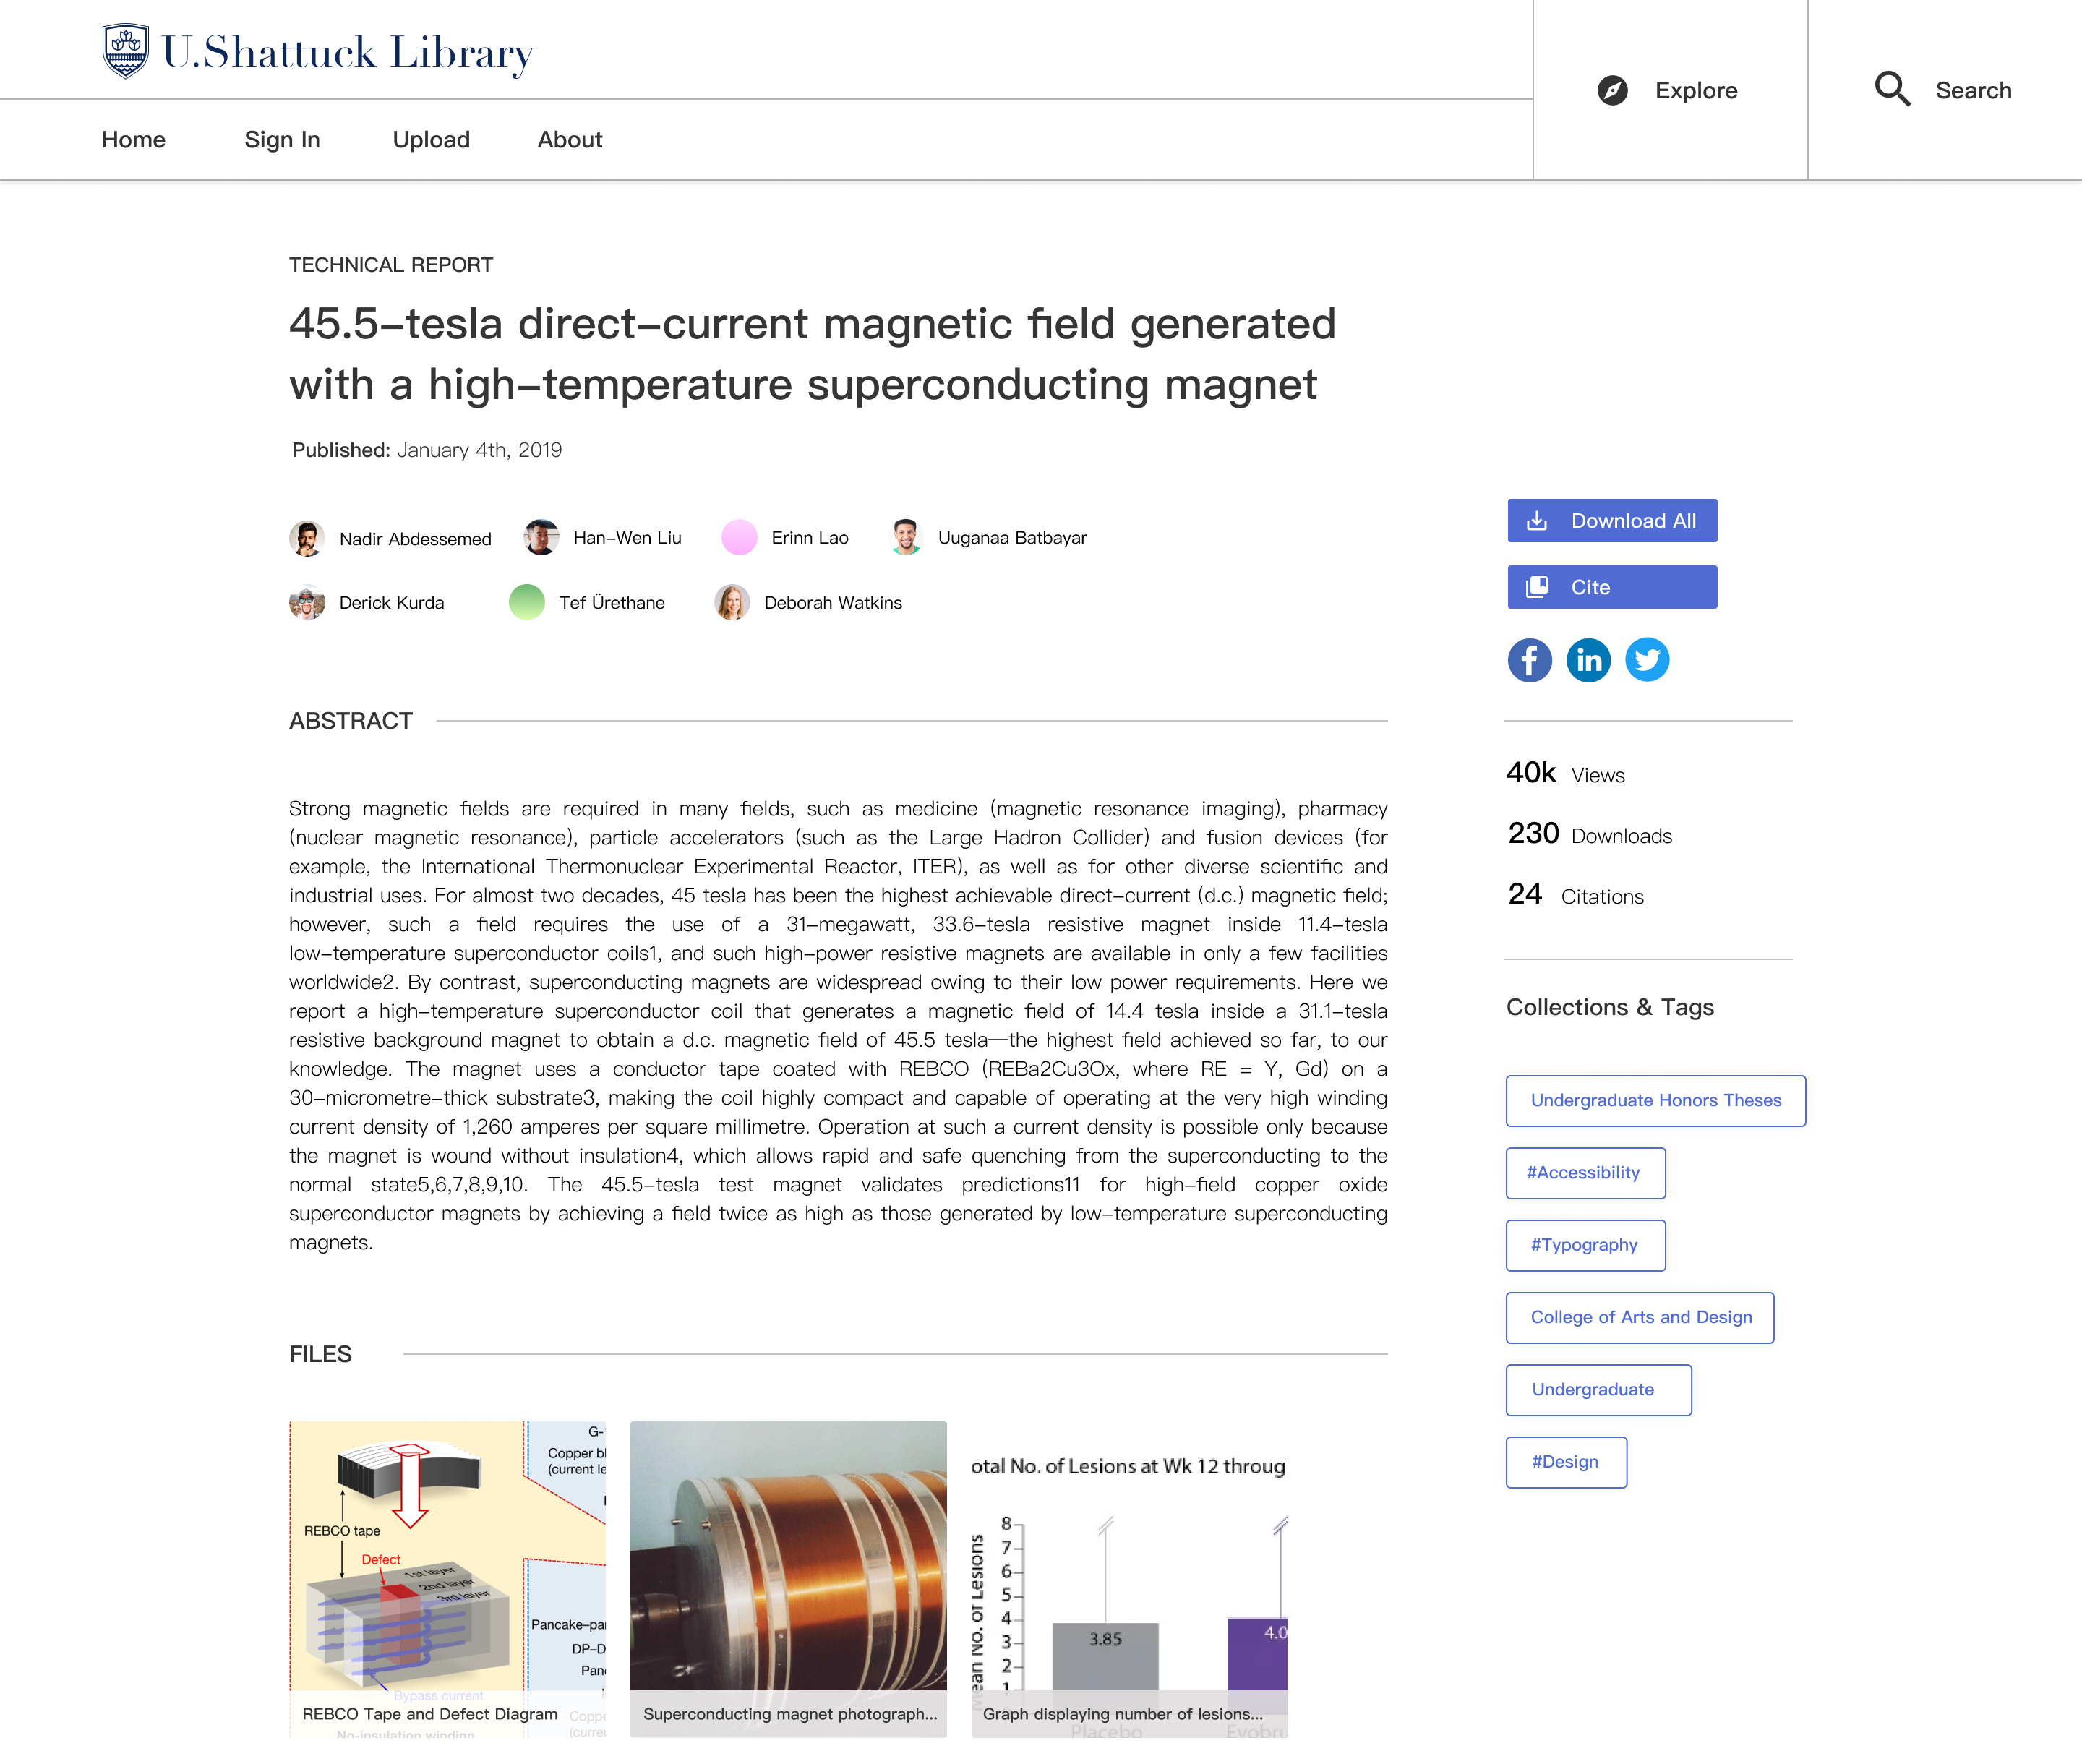 U.Shattuck Library
Explore
Search
Home
Sign In
Upload
About
TECHNICAL REPORT
45.5–tesla direct–current magnetic field generated
with a high–temperature superconducting magnet
Published: January 4th, 2019
Nadir Abdessemed
Han–Wen Liu
Erinn Lao
Uuganaa Batbayar
Derick Kurda
Tef Ürethane
Deborah Watkins
Download All
Cite
ABSTRACT
Strong magnetic fields are required in many fields, such as medicine (magnetic resonance imaging), pharmacy
(nuclear magnetic resonance), particle accelerators (such as the Large Hadron Collider) and fusion devices (for
example, the International Thermonuclear Experimental Reactor, ITER), as well as for other diverse scientific and
industrial uses. For almost two decades, 45 tesla has been the highest achievable direct–current (d.c.) magnetic field;
however, such a field requires the use of a 31–megawatt, 33.6–tesla resistive magnet inside 11.4–tesla
low–temperature superconductor coils1, and such high–power resistive magnets are available in only a few facilities
worldwide2. By contrast, superconducting magnets are widespread owing to their low power requirements. Here we
report a high–temperature superconductor coil that generates a magnetic field of 14.4 tesla inside a 31.1–tesla
resistive background magnet to obtain a d.c. magnetic field of 45.5 tesla—the highest field achieved so far, to our
knowledge. The magnet uses a conductor tape coated with REBCO (REBa2Cu3Ox, where RE = Y, Gd) on a
30–micrometre–thick substrate3, making the coil highly compact and capable of operating at the very high winding
current density of 1,260 amperes per square millimetre. Operation at such a current density is possible only because
the magnet is wound without insulation4, which allows rapid and safe quenching from the superconducting to the
normal state5,6,7,8,9,10. The 45.5–tesla test magnet validates predictions11 for high–field copper oxide
superconductor magnets by achieving a field twice as high as those generated by low–temperature superconducting
magnets.
40k Views
230 Downloads
24 Citations
Collections & Tags
Undergraduate Honors Theses
#Accessibility
#Typography
College of Arts and Design
Undergraduate
#Design
FILES
G-
Copper bl
(current le
REBCO tape
Defect
1st layer
2nd layer
3rd layer
Pancake–pa
DP–D
Pan
Bypass current
No-insulation winding
Coppe
(curre
REBCO Tape and Defect Diagram
Superconducting magnet photograph...
otal No. of Lesions at Wk 12 throug
Mean No. of Lesions
8
7
6
5
4
3
2
1
3.85
4.0
Placebo
Evobru
Graph displaying number of lesions...